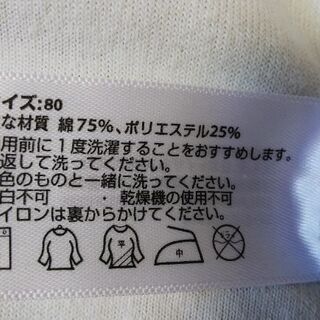 イズ:80
な材質 綿75%、ポリエステル25%
用前に1度洗濯することをおすすめします。
返して洗ってください。
色のものと一緒に洗ってください。
白不可 ・乾燥機の使用不可
イロンは裏からかけてください。
平 中